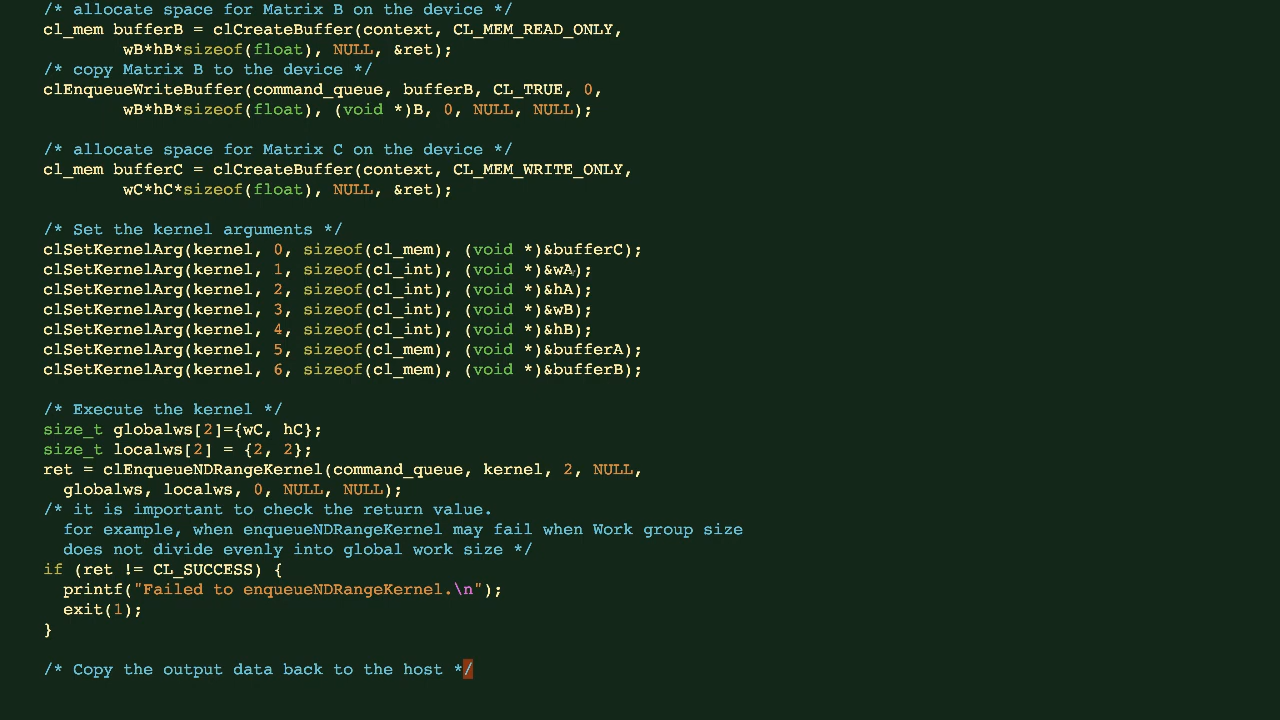 /* allocate space for Matrix B on the device */
cl_mem bufferB = clCreateBuffer(context, CL_MEM_READ_ONLY,
wB*hB*sizeof(float), NULL, &ret);
/* copy Matrix B to the device */
clEnqueueWriteBuffer(command_queue, bufferB, CL_TRUE, 0,
wB*hB*sizeof(float), (void *)B, 0, NULL, NULL);
/* allocate space for Matrix C on the device */
cl_mem bufferC = clCreateBuffer(context, CL_MEM_WRITE_ONLY,
wC*hC*sizeof(float), NULL, &ret);
/* Set the kernel arguments */
clSetKernelArg(kernel, 0, sizeof(cl_mem), (void *)&bufferC);
clSetKernelArg(kernel, 1, sizeof(cl_int), (void *)&wA);
clSetKernelArg(kernel, 2, sizeof(cl_int), (void *)&hA);
clSetKernelArg(kernel, 3, sizeof(cl_int), (void *)&wB);
clSetKernelArg(kernel, 4, sizeof(cl_int), (void *)&hB);
clSetKernelArg(kernel, 5, sizeof(cl_mem), (void *)&bufferA);
clSetKernelArg(kernel, 6, sizeof(cl_mem), (void *)&bufferB);
/* Execute the kernel */
size_t globalws[2]={wC, hC};
size_t localws[2] = {2, 2};
ret = clEnqueueNDRangeKernel(command_queue, kernel, 2, NULL,
globalws, localws, 0, NULL, NULL);
/* it is important to check the return value.
for example, when enqueueNDRangeKernel may fail when Work group size
does not divide evenly into global work size */
if (ret != CL_SUCCESS) {
printf("Failed to enqueueNDRangeKernel.\n");
exit(1);
}
/* Copy the output data back to the host */